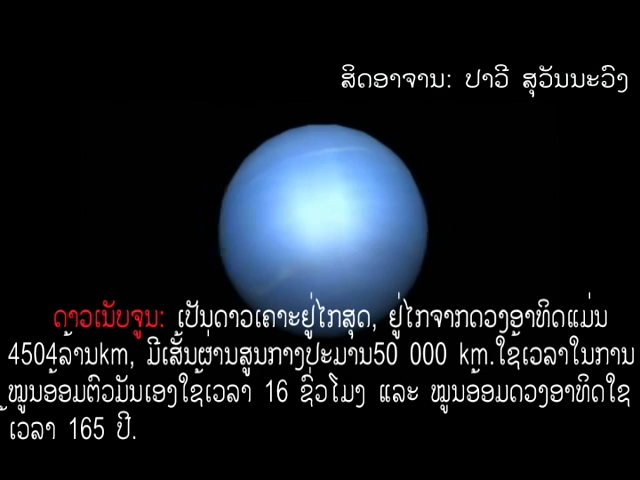 ສິດອາຈານ: ປາວີ ສຸວັນນະວົງ
ດາວເນັບຈູນ: ເປັນດາວເຄາະຢູ່ໄກສຸດ, ຢູ່ໄກຈາກດວງອາທິດແມ່ນ
4504ລ້ານkm, ມີເສັ້ນຜ່ານສູນກາງປະມານ50 000 km.ໃຊ້ເວລາໃນການ
ໝູນອ້ອມຕົວມັນເອງໃຊ້ເວລາ 16 ຊົ່ວໂມງ ແລະ ໝູນອ້ອມດວງອາທິດໃຊ
້ເວລາ 165 ປີ.